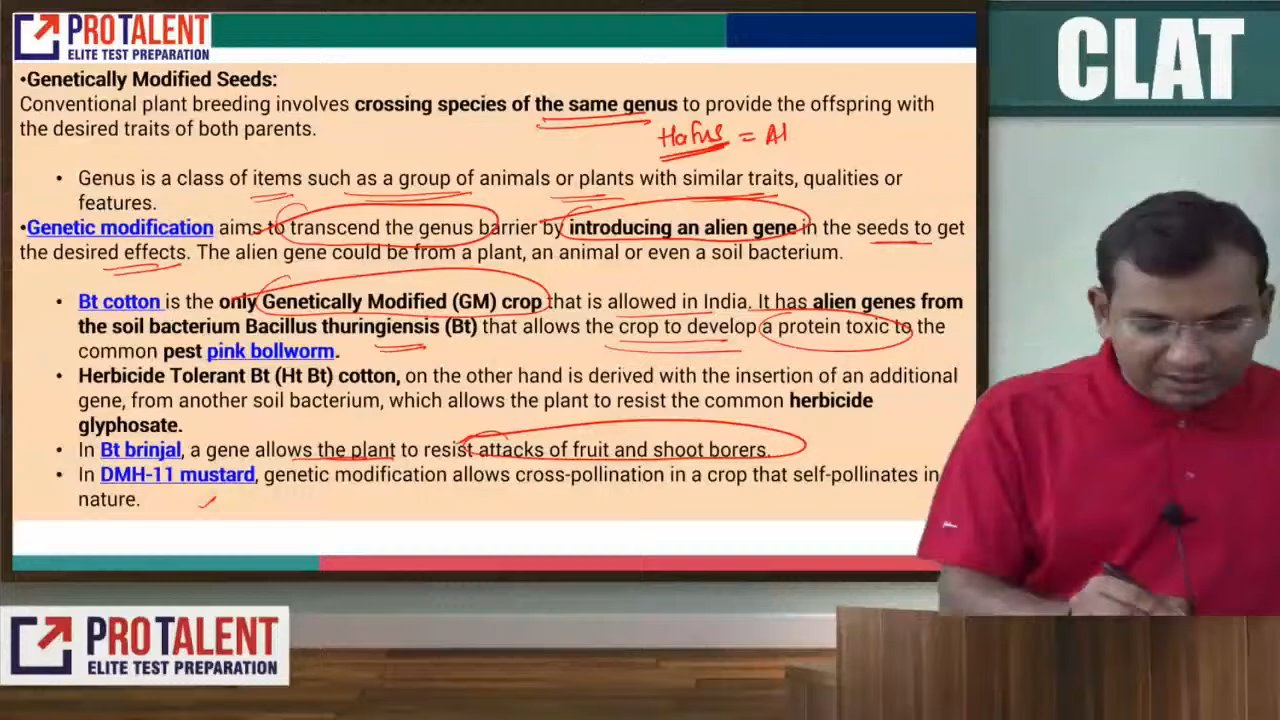 PROTALENT
ELITE TEST PREPARATION
CLAT
•Genetically Modified Seeds:
Conventional plant breeding involves crossing species of the same genus to provide the offspring with
the desired traits of both parents.
Hafus = Al
• Genus is a class of items such as a group of animals or plants with similar traits, qualities or
features.
•Genetic modification aims to transcend the genus barrier by introducing an alien gene in the seeds to get
the desired effects. The alien gene could be from a plant, an animal or even a soil bacterium.
• Bt cotton is the only Genetically Modified (GM) crop that is allowed in India. It has alien genes from
the soil bacterium Bacillus thuringiensis (Bt) that allows the crop to develop a protein toxic to the
common pest pink bollworm.
• Herbicide Tolerant Bt (Ht Bt) cotton, on the other hand is derived with the insertion of an additional
gene, from another soil bacterium, which allows the plant to resist the common herbicide
glyphosate.
• In Bt brinjal, a gene allows the plant to resist attacks of fruit and shoot borers.
• In DMH-11 mustard, genetic modification allows cross-pollination in a crop that self-pollinates in
nature.
PROTALENT
ELITE TEST PREPARATION